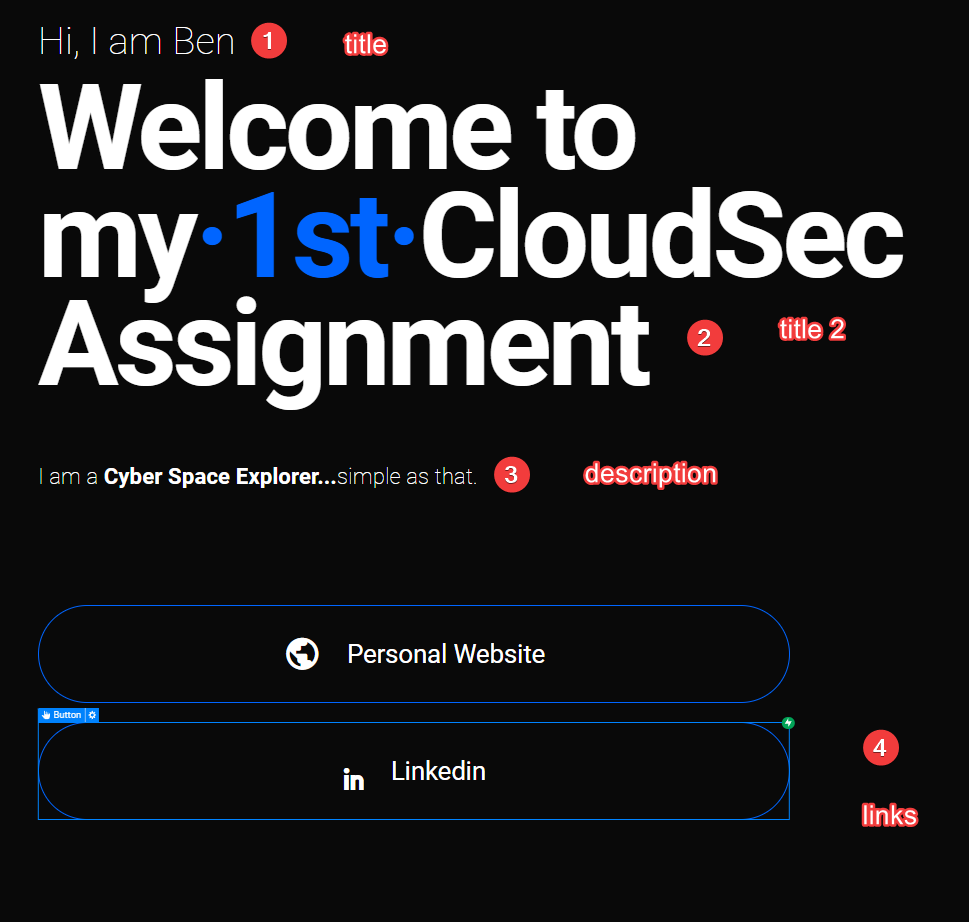 Hi, I am Ben 1 title
Welcome to
my·1st·CloudSec
Assignment 2 title 2
I am a Cyber Space Explorer...simple as that. 3 description
Personal Website
Button
in Linkedin 4
links